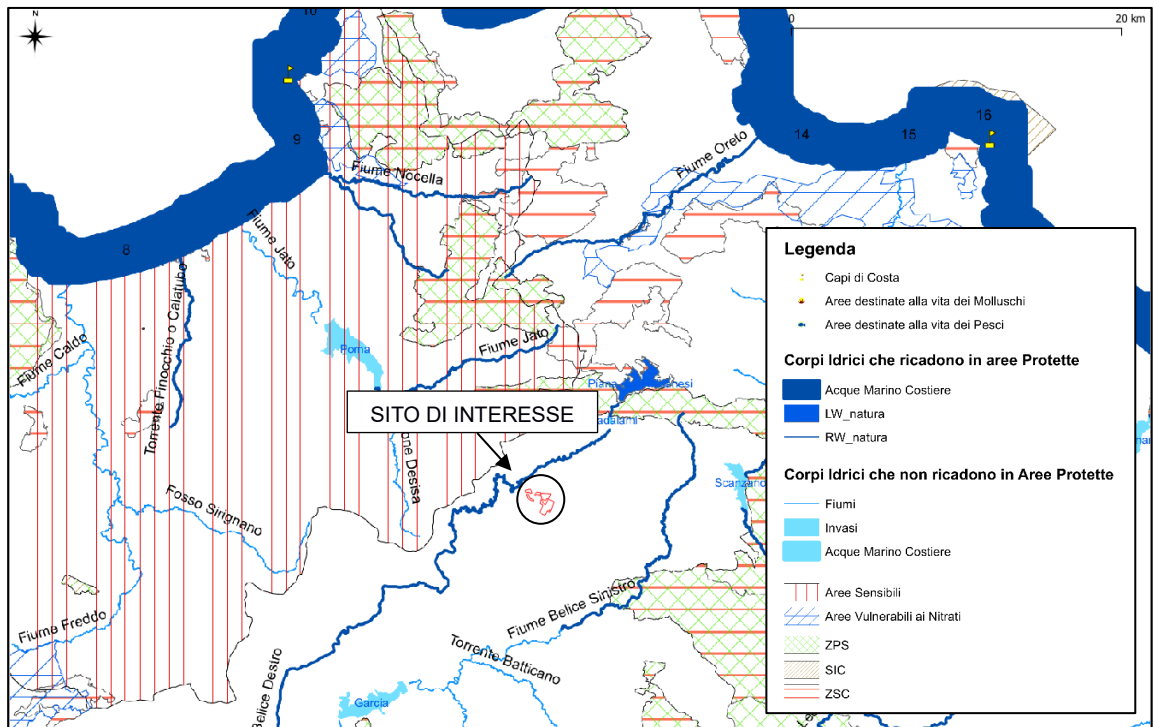 N
10
0
20 km
9
Fiume Nocella
Fiume Oreto
14
15
16
8
Fiume Jato
Torrente Finocchio o Calatubo
Fiume Caldo
Poma
Fiume Jato
Piana
SITO DI INTERESSE
Desisa
Scanzano
Fosso Sirignano
Fiume Freddo
Fiume Belice Sinistro
Torrente Batticano
Belice Destro
Garcia
Legenda
Capi di Costa
Aree destinate alla vita dei Molluschi
Aree destinate alla vita dei Pesci
Corpi Idrici che ricadono in aree Protette
Acque Marino Costiere
LW_natura
RW_natura
Corpi Idrici che non ricadono in Aree Protette
Fiumi
Invasi
Acque Marino Costiere
Aree Sensibili
Aree Vulnerabili ai Nitrati
ZPS
SIC
ZSC